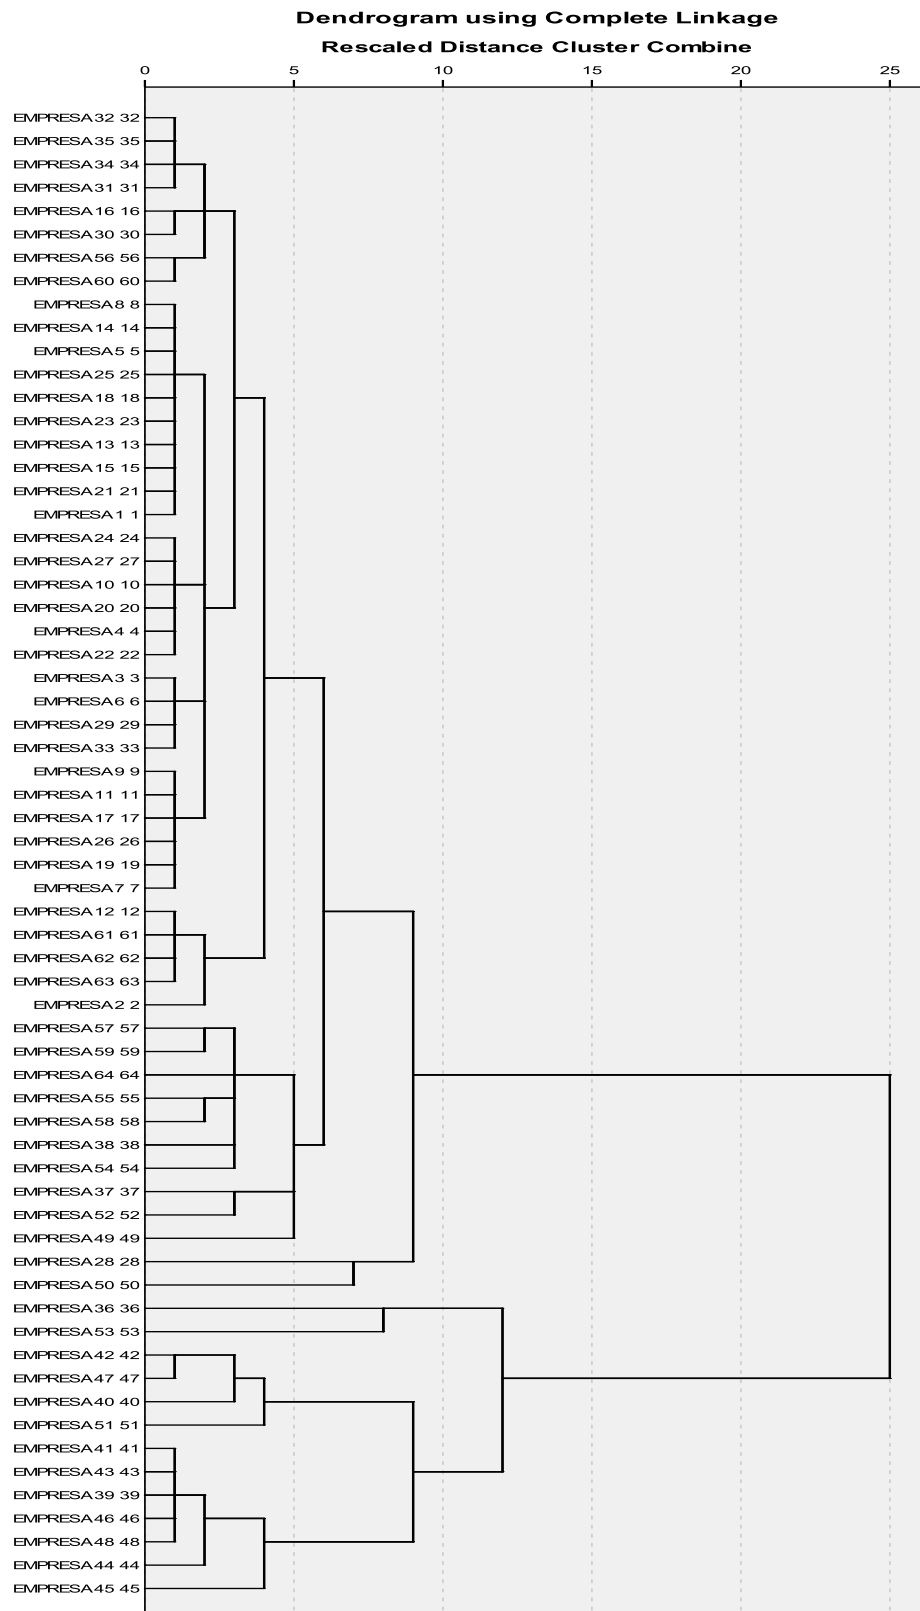 Dendrogram using Complete Linkage
Rescaled Distance Cluster Combine
0 5 10 15 20 25
EMPRESA32 32
EMPRESA35 35
EMPRESA34 34
EMPRESA31 31
EMPRESA16 16
EMPRESA30 30
EMPRESA56 56
EMPRESA60 60
EMPRESA8 8
EMPRESA14 14
EMPRESA5 5
EMPRESA25 25
EMPRESA18 18
EMPRESA23 23
EMPRESA13 13
EMPRESA15 15
EMPRESA21 21
EMPRESA1 1
EMPRESA24 24
EMPRESA27 27
EMPRESA10 10
EMPRESA20 20
EMPRESA4 4
EMPRESA22 22
EMPRESA3 3
EMPRESA6 6
EMPRESA29 29
EMPRESA33 33
EMPRESA9 9
EMPRESA11 11
EMPRESA17 17
EMPRESA26 26
EMPRESA19 19
EMPRESA7 7
EMPRESA12 12
EMPRESA61 61
EMPRESA62 62
EMPRESA63 63
EMPRESA2 2
EMPRESA57 57
EMPRESA59 59
EMPRESA64 64
EMPRESA55 55
EMPRESA58 58
EMPRESA38 38
EMPRESA54 54
EMPRESA37 37
EMPRESA52 52
EMPRESA49 49
EMPRESA28 28
EMPRESA50 50
EMPRESA36 36
EMPRESA53 53
EMPRESA42 42
EMPRESA47 47
EMPRESA40 40
EMPRESA51 51
EMPRESA41 41
EMPRESA43 43
EMPRESA39 39
EMPRESA46 46
EMPRESA48 48
EMPRESA44 44
EMPRESA45 45